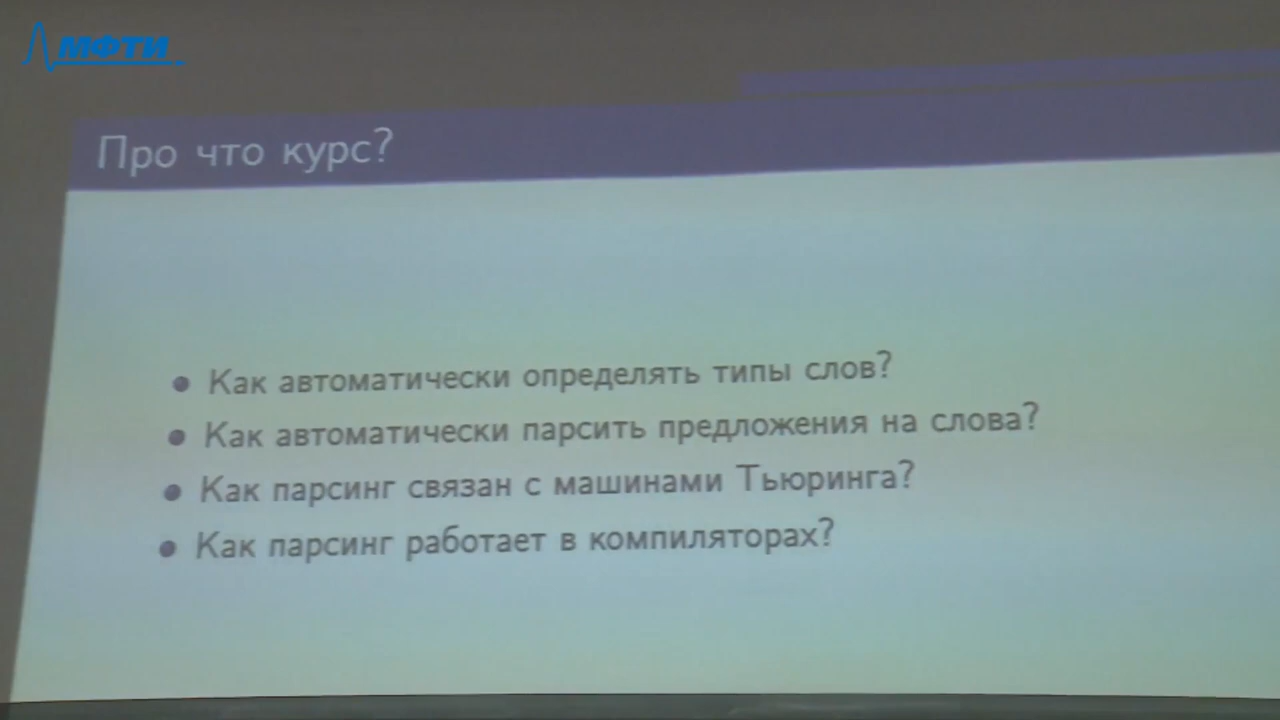 МФТИ
Про что курс?
Как автоматически определять типы слов?
Как автоматически парсить предложения на слова?
Как парсинг связан с машинами Тьюринга?
Как парсинг работает в компиляторах?